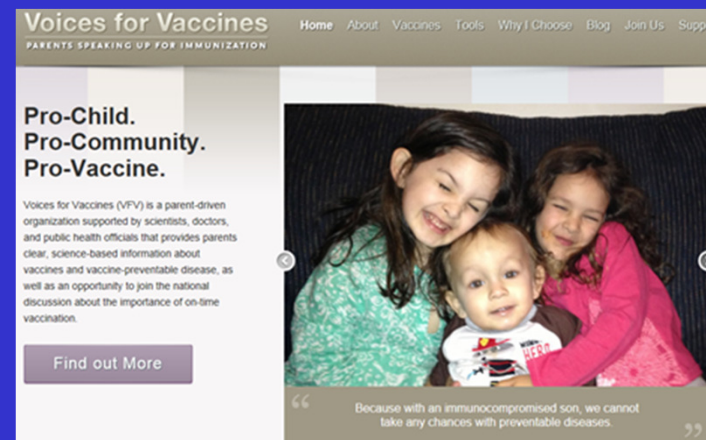 Voices for Vaccines
PARENTS SPEAKING UP FOR IMMUNIZATION
Home About Vaccines Tools Why I Choose Blog Join Us Supp
Pro-Child.
Pro-Community.
Pro-Vaccine.
Voices for Vaccines (VFV) is a parent-driven
organization supported by scientists, doctors,
and public health officials that provides parents
clear, science-based information about
vaccines and vaccine-preventable disease, as
well as an opportunity to join the national
discussion about the importance of on-time
vaccination.
Find out More
HERO
“ Because with an immunocompromised son, we cannot
take any chances with preventable diseases. ”